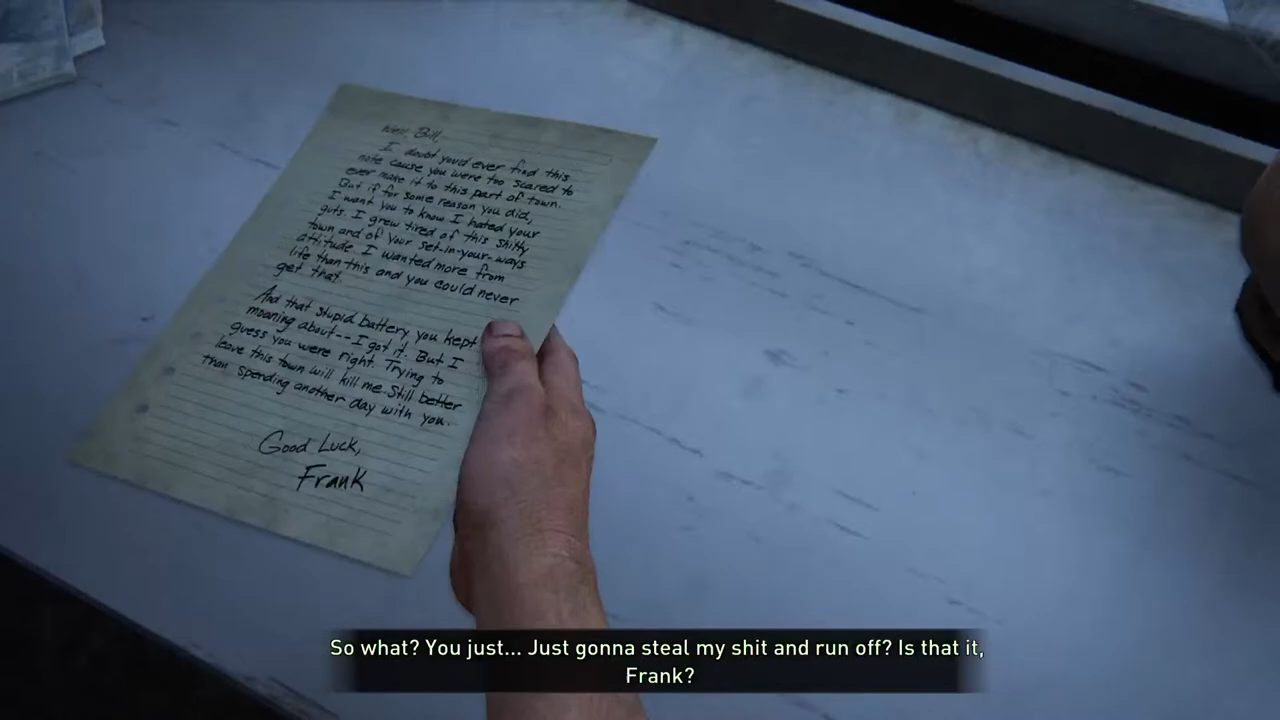 Well, Bill,
I doubt you'd ever find this
note cause you were too scared to
ever make it to this part of town.
But if for some reason you did,
I want you to know I hated your
guts. I grew tired of this shitty
town and of your set-in-your-ways
attitude. I wanted more from
life than this and you could never
get that.
And that stupid battery you kept
moaning about--I got it. But I
guess you were right. Trying to
leave this town will kill me. Still better
than spending another day with you.
Good Luck,
Frank
So what? You just... Just gonna steal my shit and run off? Is that it,
Frank?